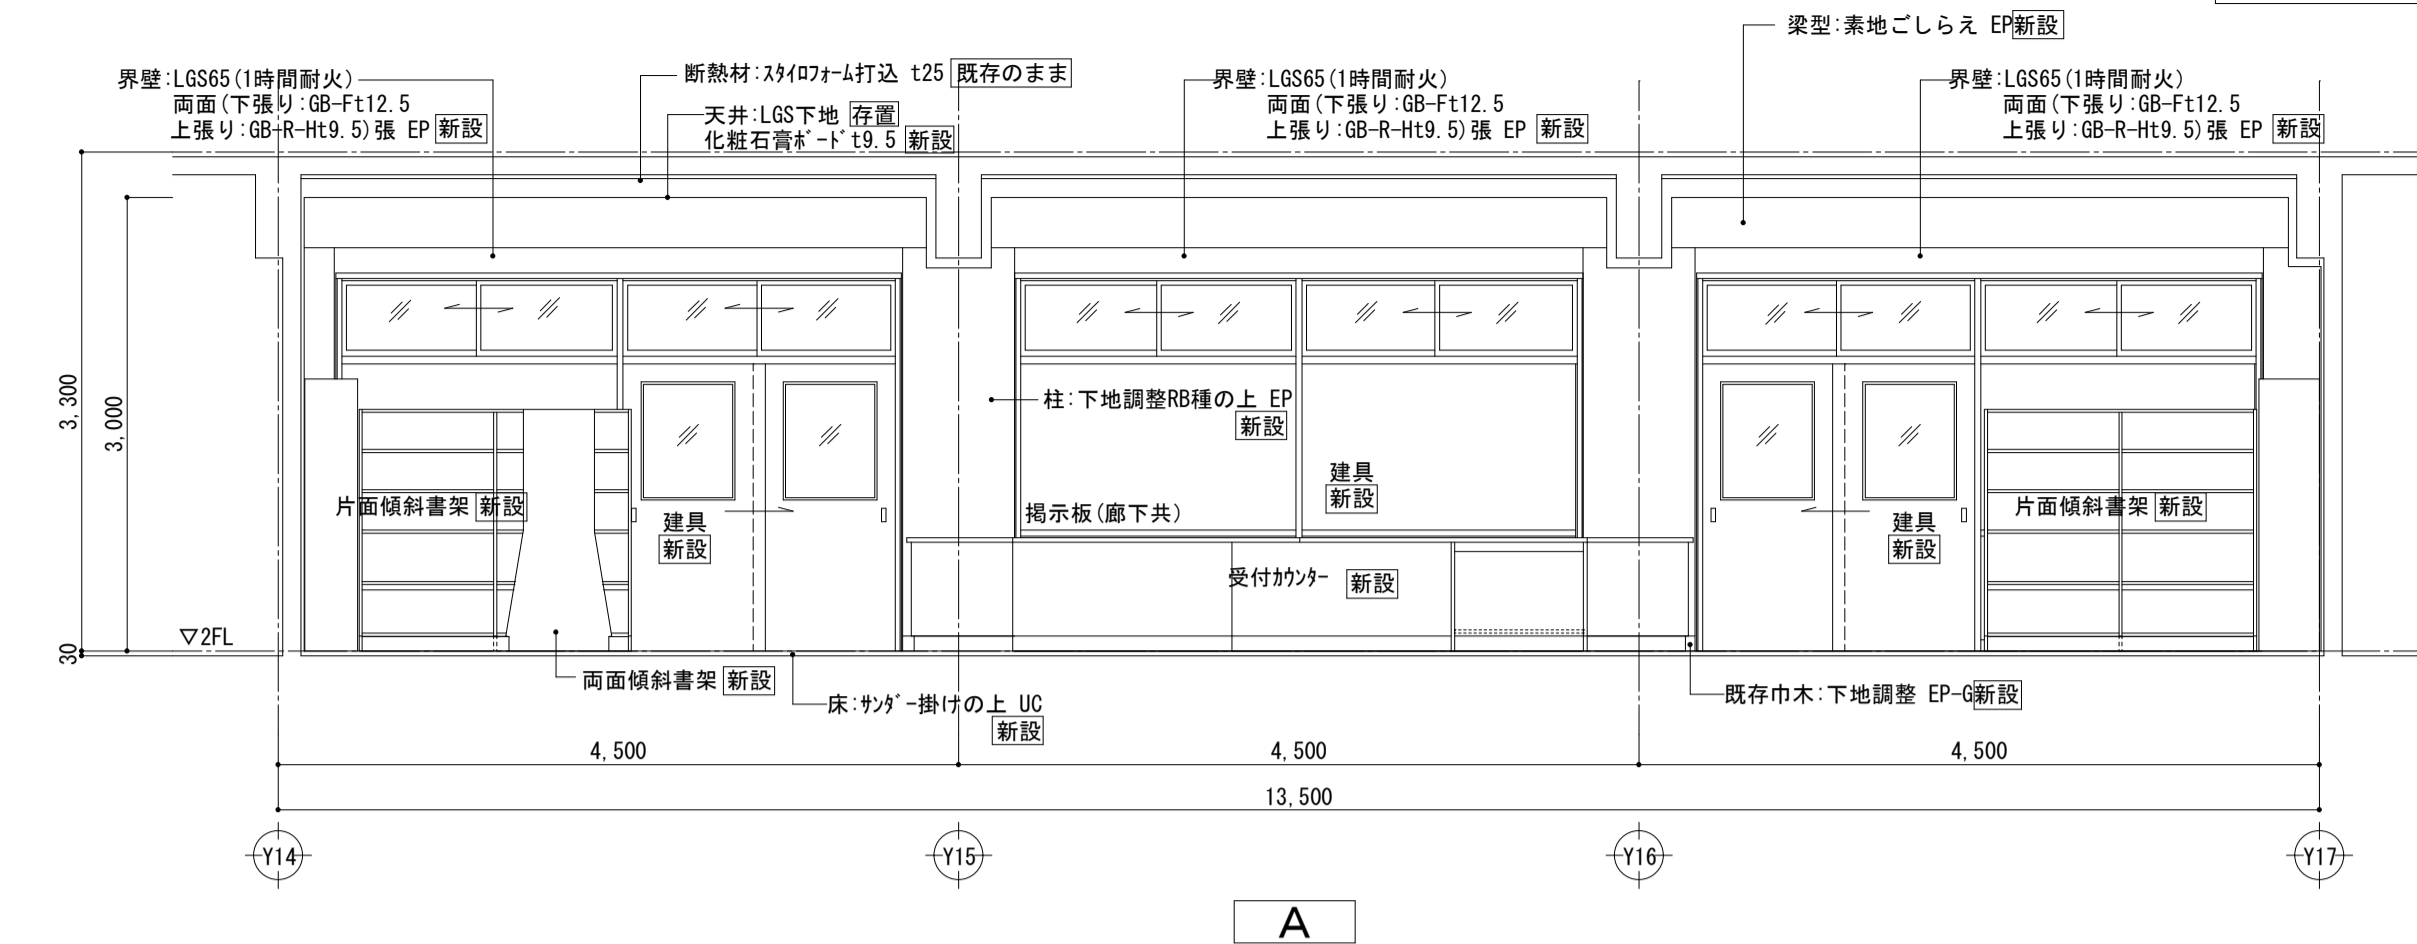 梁型:素地ごしらえ EP新設
界壁:LGS65(1時間耐火)
両面(下張り:GB-Ft12.5
上張り:GB-R-Ht9.5)張 EP 新設
断熱材:ｽﾀｲﾛﾌｫｰﾑ打込 t25 既存のまま
天井:LGS下地 存置
化粧石膏ﾎﾞｰﾄﾞt9.5 新設
界壁:LGS65(1時間耐火)
両面(下張り:GB-Ft12.5
上張り:GB-R-Ht9.5)張 EP 新設
界壁:LGS65(1時間耐火)
両面(下張り:GB-Ft12.5
上張り:GB-R-Ht9.5)張 EP 新設
3,300
3,000
30
▽2FL
柱:下地調整RB種の上 EP
新設
片面傾斜書架 新設
建具
新設
掲示板(廊下共)
建具
新設
受付ｶｳﾝﾀｰ 新設
建具
新設
片面傾斜書架 新設
両面傾斜書架 新設
床:ｻﾝﾀﾞｰ掛けの上 UC
新設
既存巾木:下地調整 EP-G新設
4,500
4,500
4,500
13,500
Y14
Y15
Y16
Y17
A